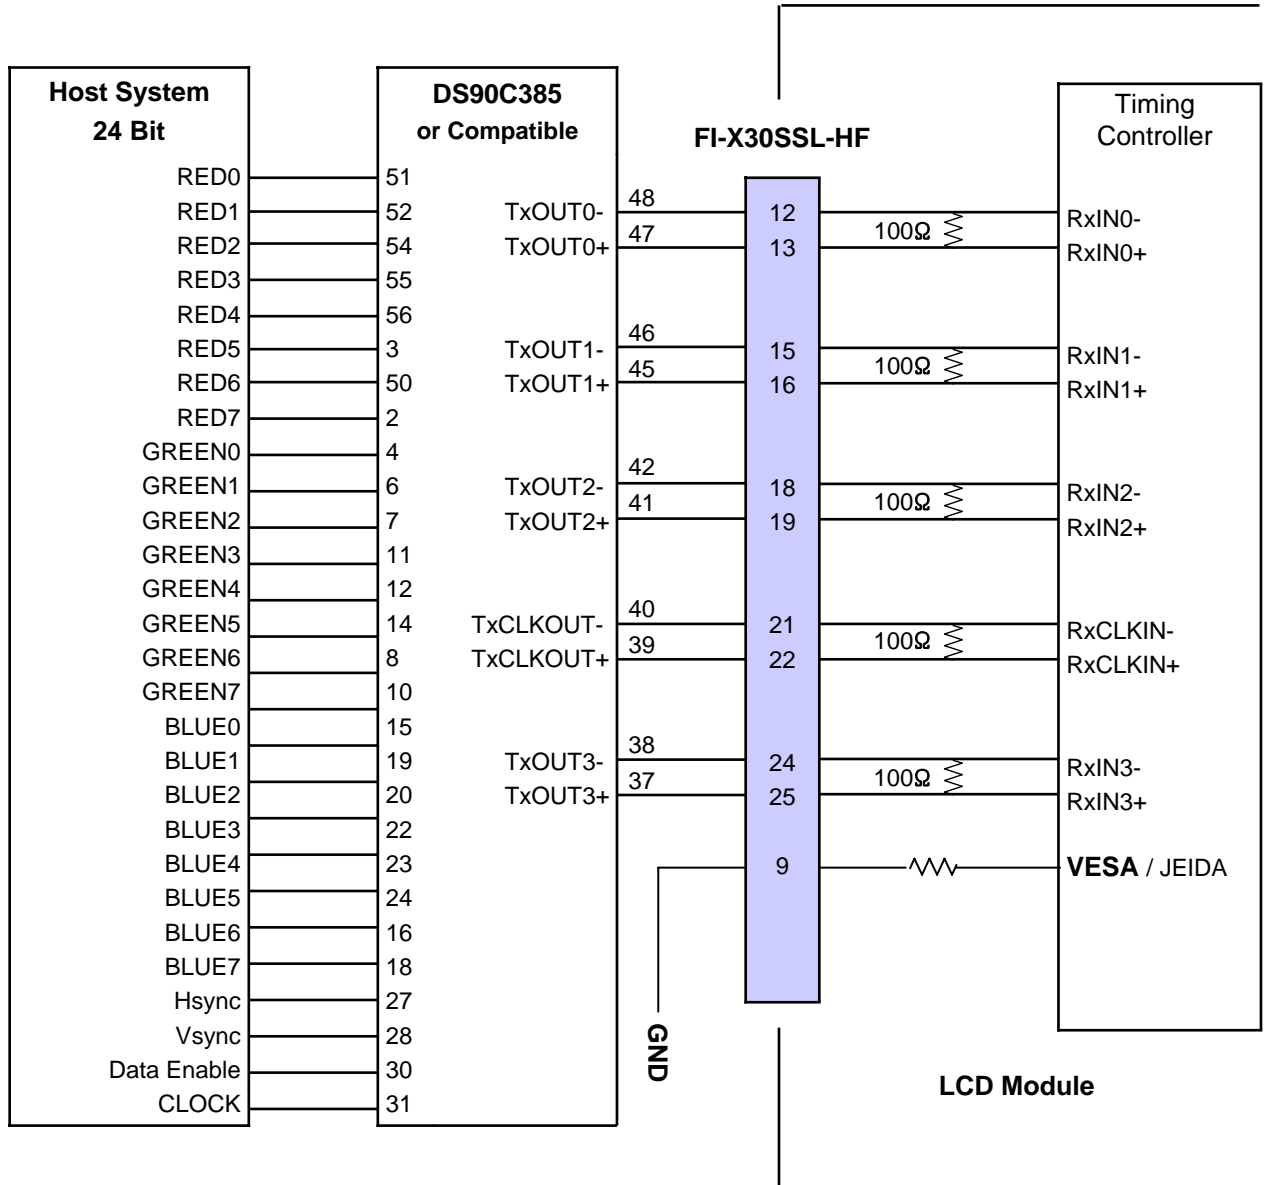 Host System
24 Bit
DS90C385
or Compatible
FI-X30SSL-HF
Timing
Controller
RED0 51
RED1 52
RED2 54
RED3 55
RED4 56
RED5 3
RED6 50
RED7 2
GREEN0 4
GREEN1 6
GREEN2 7
GREEN3 11
GREEN4 12
GREEN5 14
GREEN6 8
GREEN7 10
BLUE0 15
BLUE1 19
BLUE2 20
BLUE3 22
BLUE4 23
BLUE5 24
BLUE6 16
BLUE7 18
Hsync 27
Vsync 28
Data Enable 30
CLOCK 31
TxOUT0- 48 12 RxIN0-
100Ω
TxOUT0+ 47 13 RxIN0+
TxOUT1- 46 15 RxIN1-
100Ω
TxOUT1+ 45 16 RxIN1+
TxOUT2- 42 18 RxIN2-
100Ω
TxOUT2+ 41 19 RxIN2+
TxCLKOUT- 40 21 RxCLKIN-
100Ω
TxCLKOUT+ 39 22 RxCLKIN+
TxOUT3- 38 24 RxIN3-
100Ω
TxOUT3+ 37 25 RxIN3+
9 VESA / JEIDA
GND
LCD Module